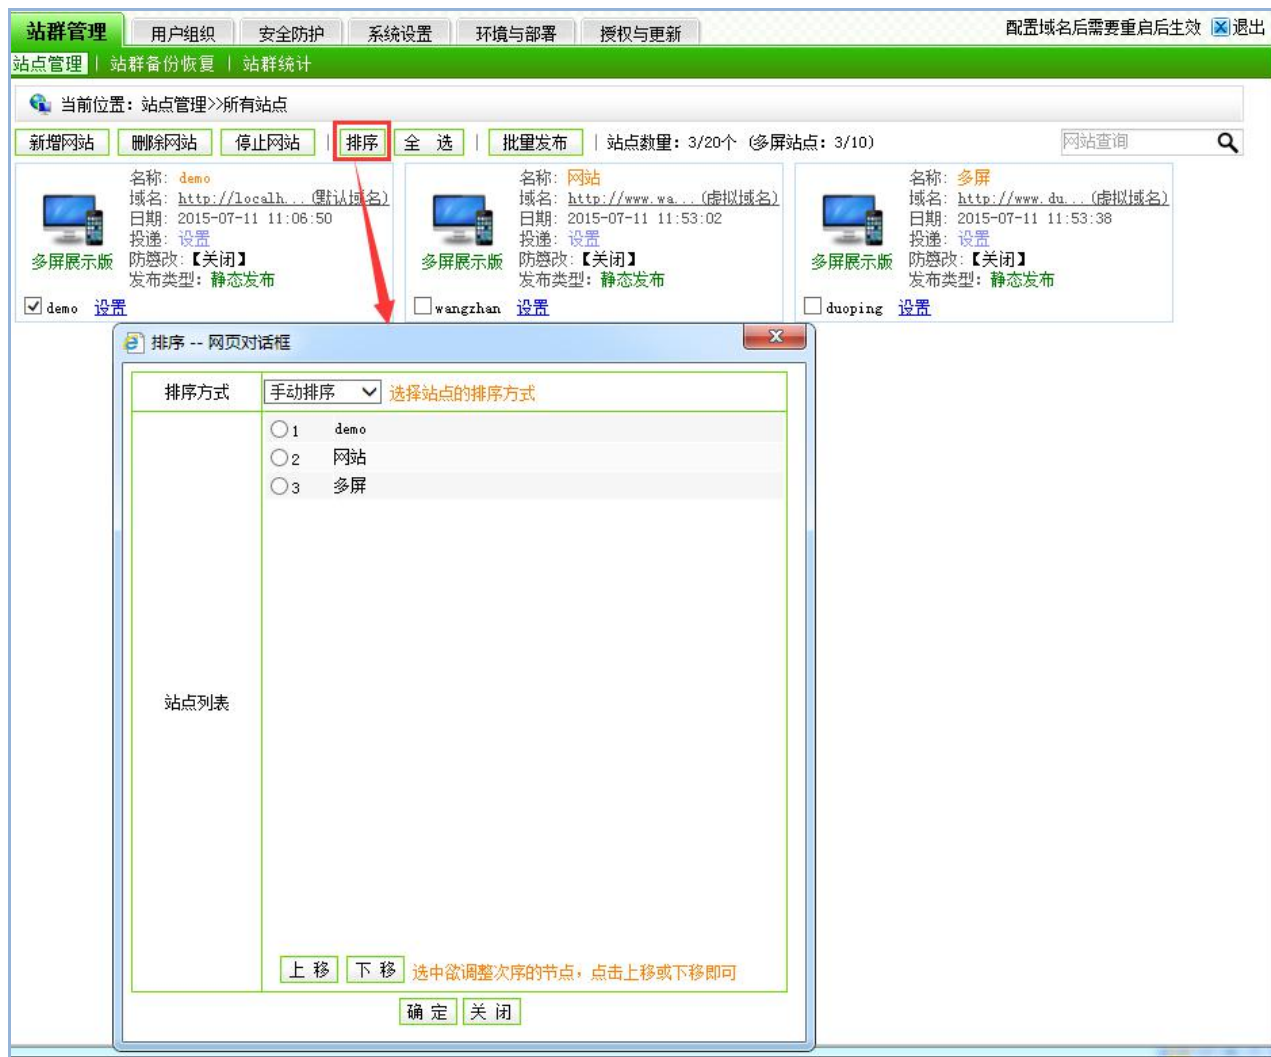 站群管理 用户组织 安全防护 系统设置 环境与部署 授权与更新 配置域名后需要重启后生效 退出
站点管理 | 站群备份恢复 | 站群统计
当前位置：站点管理>>所有站点
新增网站 删除网站 停止网站 | 排序 全 选 | 批量发布 | 站点数量：3/20个 (多屏站点：3/10) 网站查询
名称: demo
域名: http://localh...(默认域名)
日期: 2015-07-11 11:06:50
投递: 设置
多屏展示版 防篡改:【关闭】
发布类型：静态发布
demo 设置
名称: 网站
域名: http://www.wa...(虚拟域名)
日期: 2015-07-11 11:53:02
投递: 设置
多屏展示版 防篡改:【关闭】
发布类型：静态发布
wangzhan 设置
名称: 多屏
域名: http://www.du...(虚拟域名)
日期: 2015-07-11 11:53:38
投递: 设置
多屏展示版 防篡改:【关闭】
发布类型：静态发布
duoping 设置
排序 -- 网页对话框
排序方式 手动排序 选择站点的排序方式
1 demo
2 网站
3 多屏
站点列表
上 移 下 移 选中欲调整次序的节点，点击上移或下移即可
确 定 关 闭